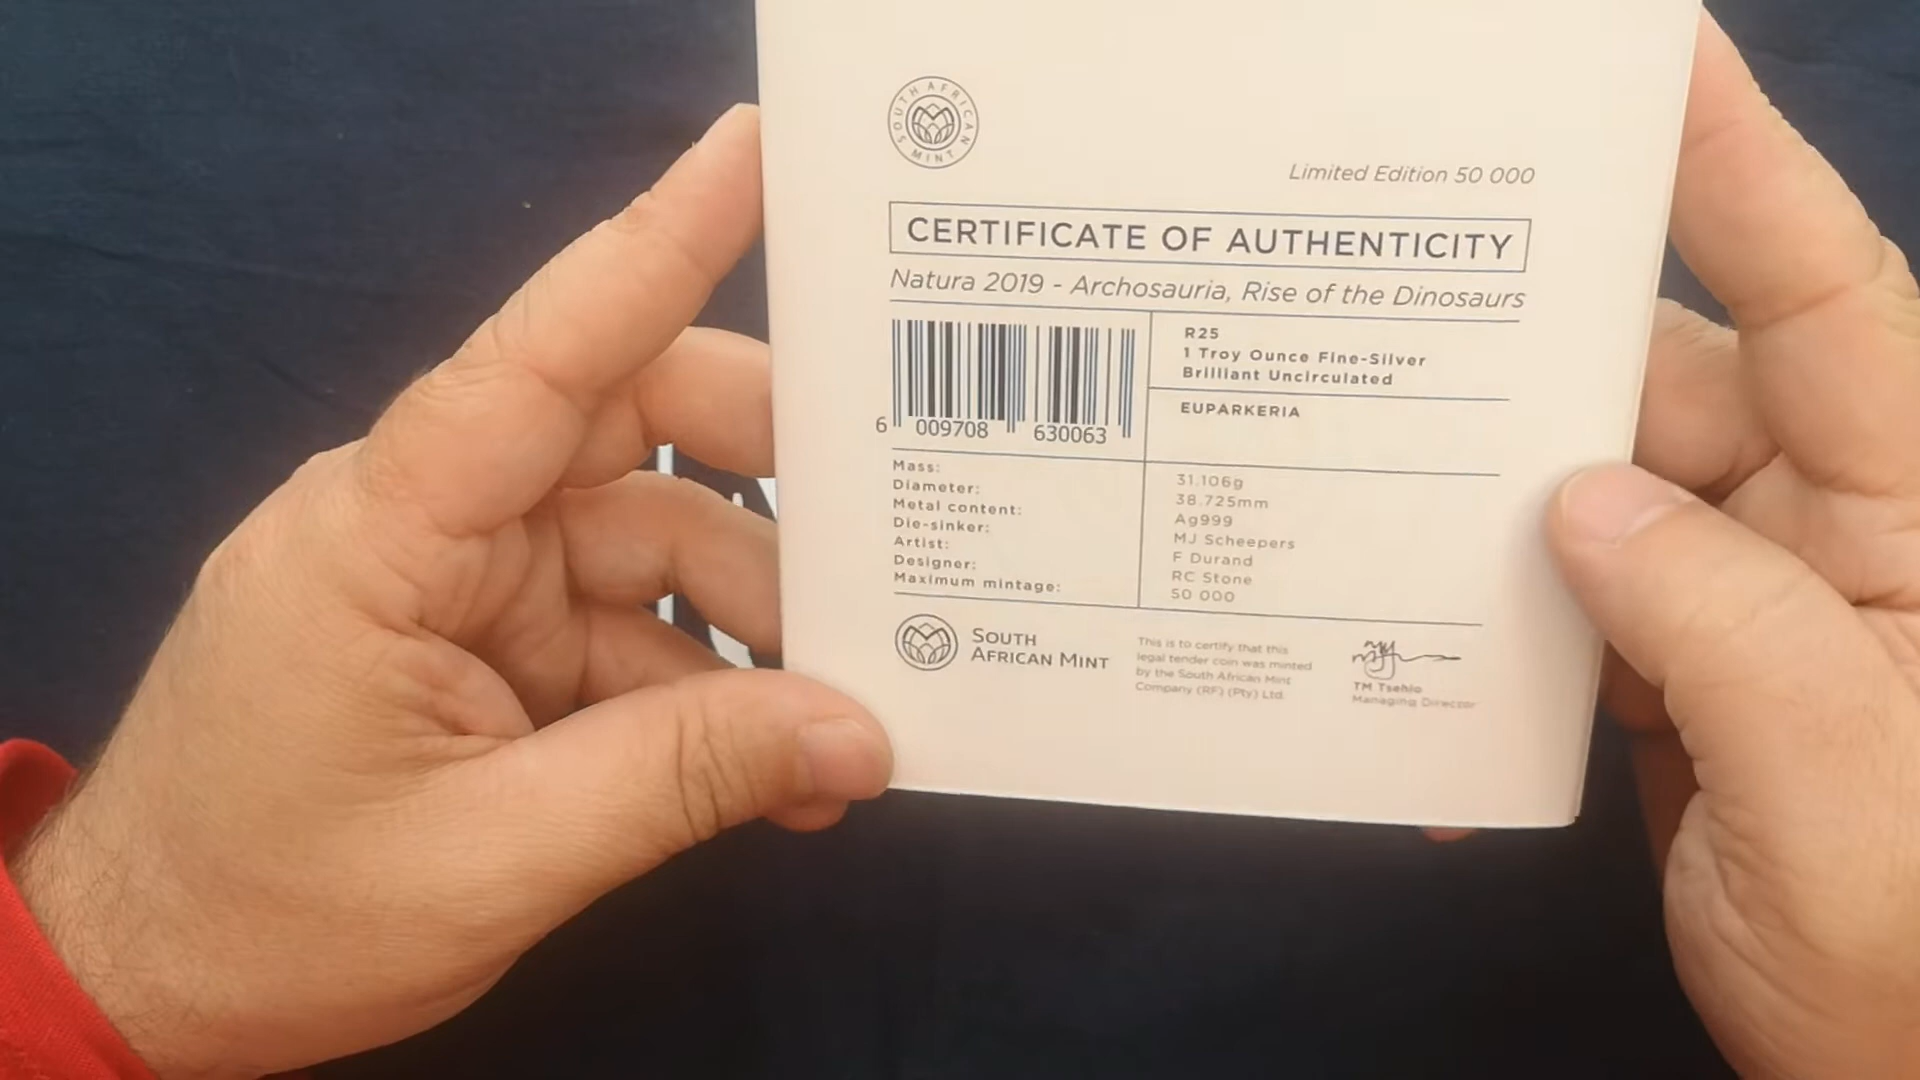 SOUTH AFRICAN MINT
Limited Edition 50 000
CERTIFICATE OF AUTHENTICITY
Natura 2019 - Archosauria, Rise of the Dinosaurs
R25
1 Troy Ounce Fine-Silver
Brilliant Uncirculated
EUPARKERIA
6 009708 630063
Mass: 31.106g
Diameter: 38.725mm
Metal content: Ag999
Die-sinker: MJ Scheepers
Artist: F Durand
Designer: RC Stone
Maximum mintage: 50 000
SOUTH
AFRICAN MINT
This is to certify that this
legal tender coin was minted
by the South African Mint
Company (RF) (Pty) Ltd.
TM Tsehlo
Managing Director